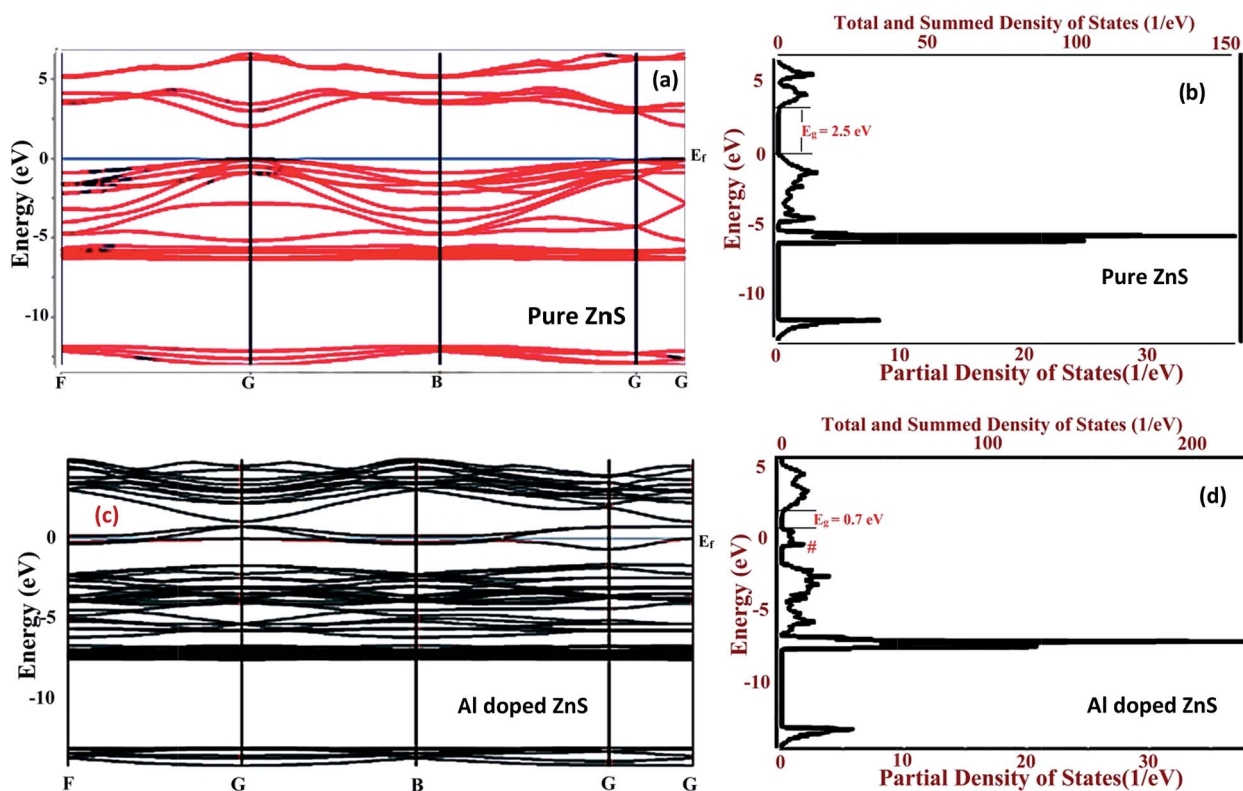 (a)
Energy (eV)
5
0
-5
-10
E_f
Pure ZnS
F G B G G
Total and Summed Density of States (1/eV)
0 50 100 150
(b)
Energy (eV)
5
0
-5
-10
E_g = 2.5 eV
Pure ZnS
0 10 20 30
Partial Density of States(1/eV)
(c)
Energy (eV)
0
-5
-10
E_f
Al doped ZnS
F G B G G
Total and Summed Density of States (1/eV)
0 100 200
(d)
Energy (eV)
5
0
-5
-10
E_g = 0.7 eV
#
Al doped ZnS
0 10 20 30
Partial Density of States(1/eV)